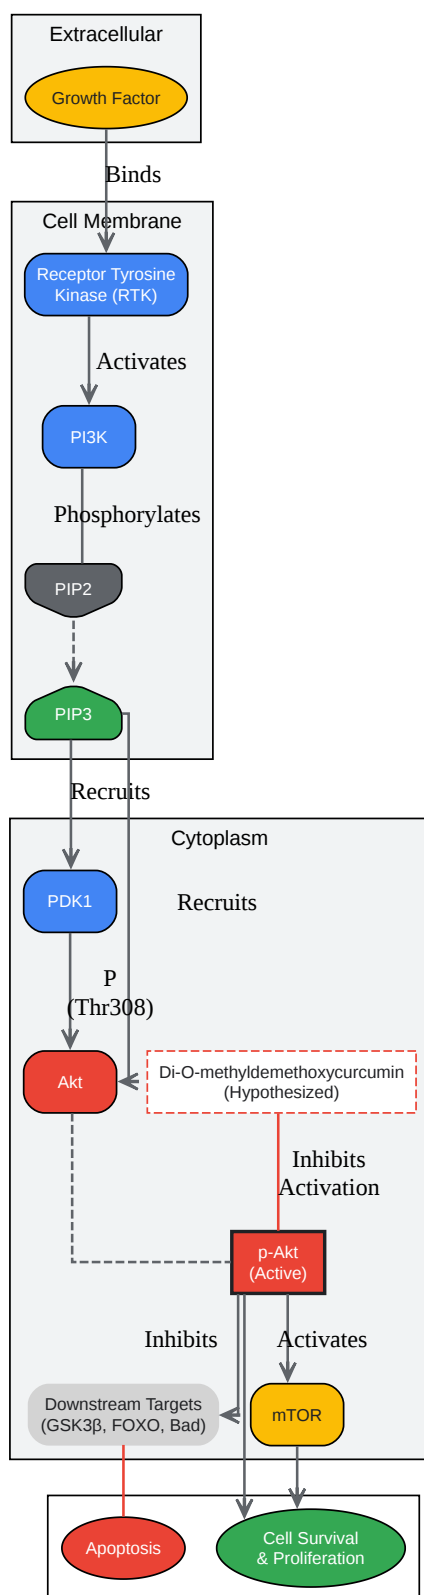 Extracellular
Growth Factor
Binds
Cell Membrane
Receptor Tyrosine
Kinase (RTK)
Activates
PI3K
Phosphorylates
PIP2
PIP3
Recruits
Cytoplasm
PDK1
Recruits
P
(Thr308)
Akt
Di-O-methyldemethoxycurcumin
(Hypothesized)
Inhibits
Activation
p-Akt
(Active)
Inhibits
Activates
Downstream Targets
(GSK3β, FOXO, Bad)
mTOR
Apoptosis
Cell Survival
& Proliferation